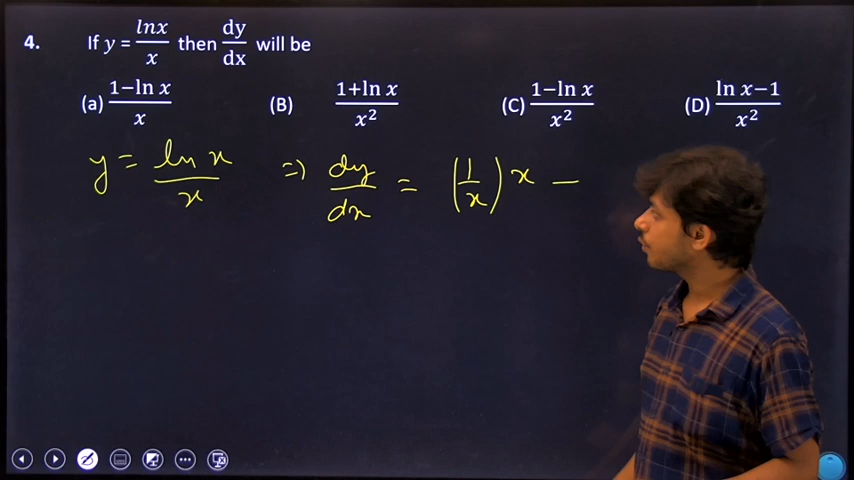 4. If y = lnx/x then dy/dx will be
(a) 1−ln x/x (B) 1+ln x/x² (C) 1−ln x/x² (D) ln x−1/x²
y = ln x/x ⇒ dy/dx = (1/x) x −